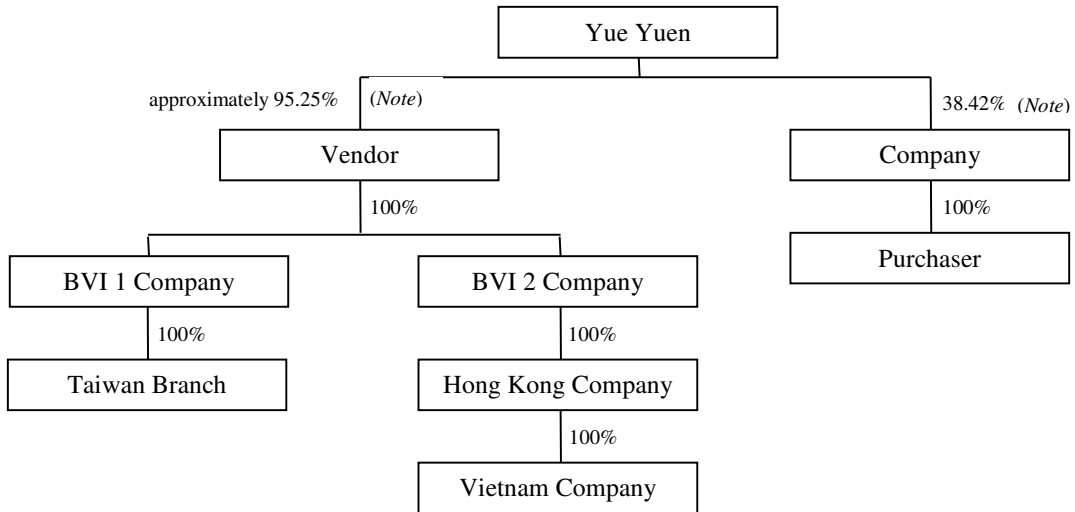 Yue Yuen
approximately 95.25% (Note)
38.42% (Note)
Vendor
Company
100%
100%
BVI 1 Company
BVI 2 Company
Purchaser
100%
100%
Taiwan Branch
Hong Kong Company
100%
Vietnam Company